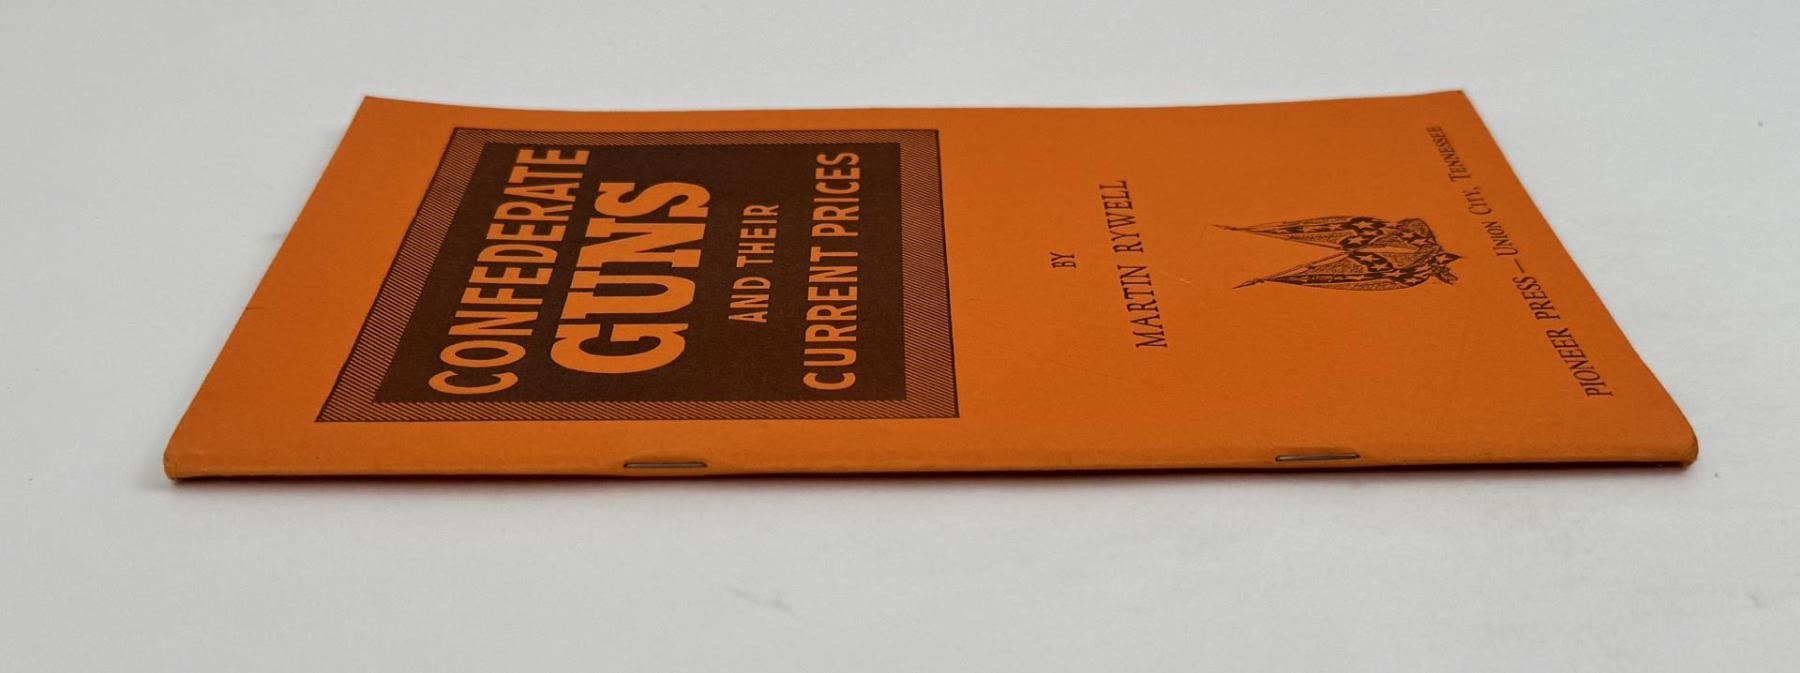 CONFEDERATE
GUNS
AND THEIR
CURRENT PRICES
BY
MARTIN RYWELL
PIONEER PRESS — UNION CITY, TENNESSEE